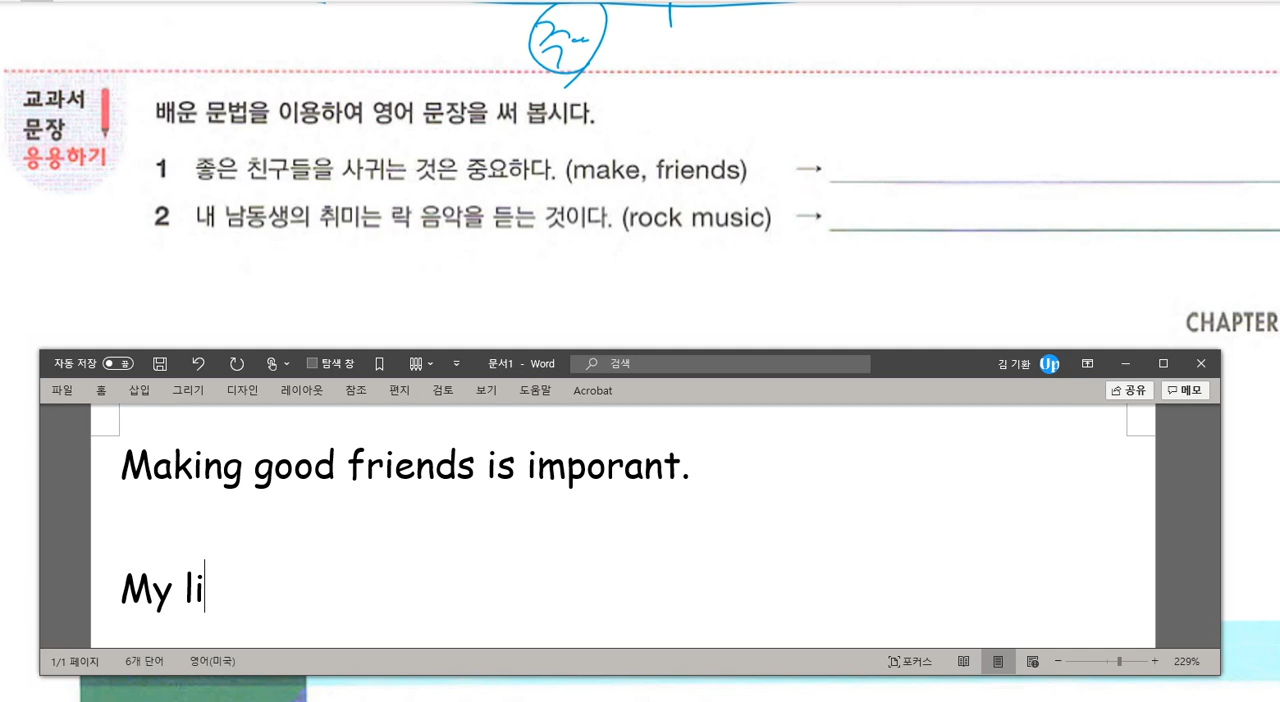 교과서
문장
응용하기
배운 문법을 이용하여 영어 문장을 써 봅시다.
1 좋은 친구들을 사귀는 것은 중요하다. (make, friends) →
2 내 남동생의 취미는 락 음악을 듣는 것이다. (rock music) →
CHAPTER
자동 저장 끔 탐색 창 문서1 - Word 검색 김 기환 Up
파일 홈 삽입 그리기 디자인 레이아웃 참조 편지 검토 보기 도움말 Acrobat 공유 메모
Making good friends is imporant.
My li
1/1 페이지 6개 단어 영어(미국) 포커스 229%